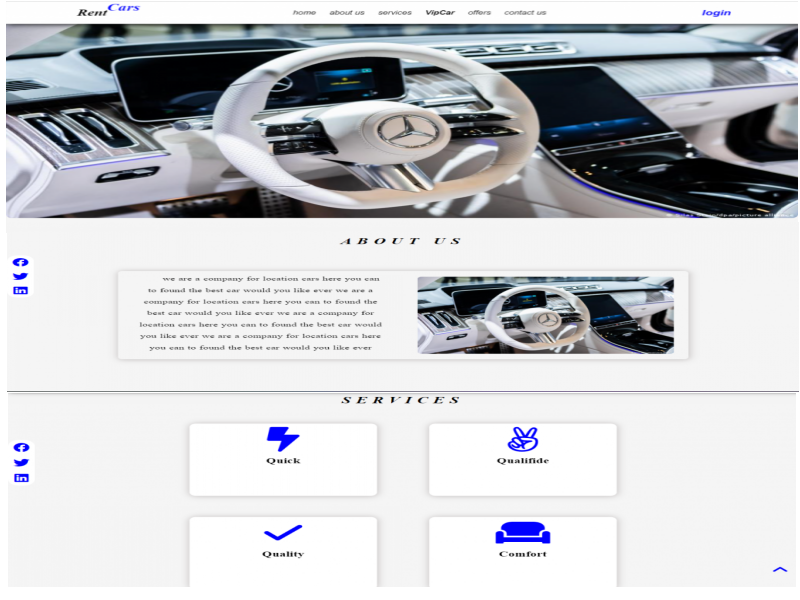 Rent Cars home about us services VipCar offers contact us login
ABOUT US
we are a company for location cars here you can
to found the best car would you like ever we are a
company for location cars here you can to found the
best car would you like ever we are a company for
location cars here you can to found the best car would
you like ever we are a company for location cars here
you can to found the best car would you like ever
SERVICES
Quick
Qualifide
Quality
Comfort